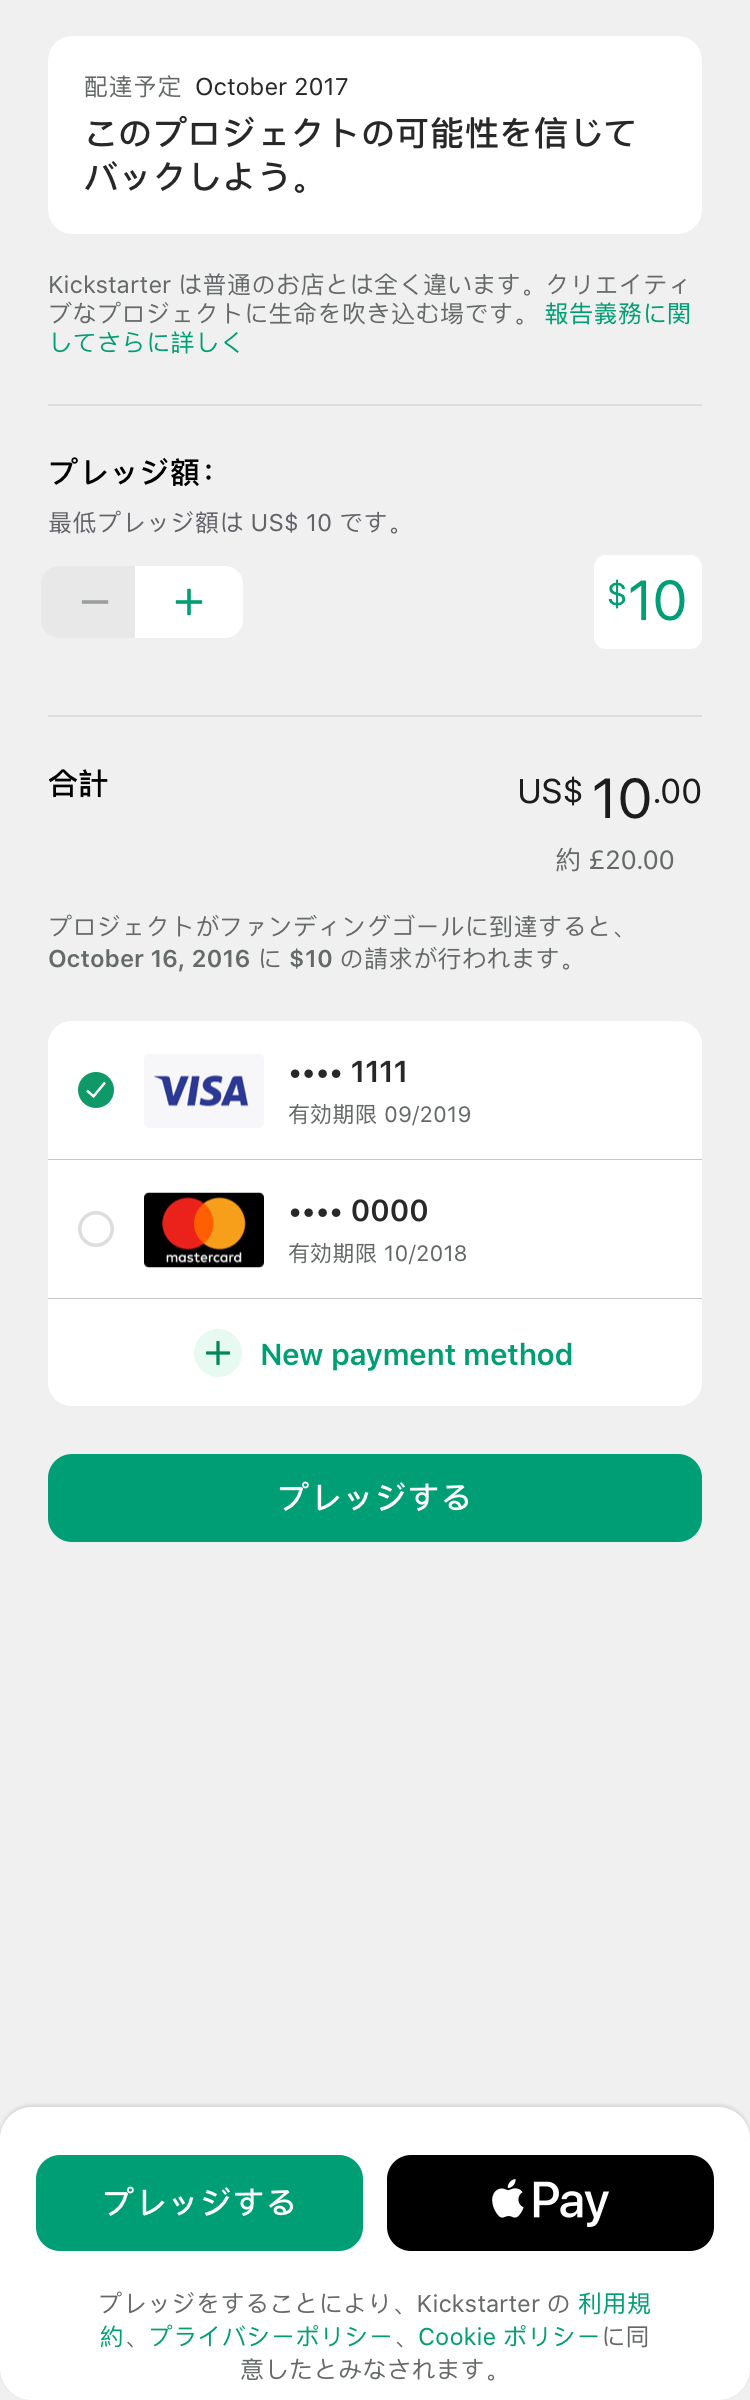 配達予定 October 2017
このプロジェクトの可能性を信じて
バックしよう。
Kickstarter は普通のお店とは全く違います。クリエイティ
ブなプロジェクトに生命を吹き込む場です。 報告義務に関
してさらに詳しく
プレッジ額：
最低プレッジ額は US$ 10 です。
− +
$10
合計
US$ 10.00
約 £20.00
プロジェクトがファンディングゴールに到達すると、
October 16, 2016 に $10 の請求が行われます。
VISA
•••• 1111
有効期限 09/2019
mastercard
•••• 0000
有効期限 10/2018
+ New payment method
プレッジする
プレッジする
Pay
プレッジをすることにより、Kickstarter の 利用規
約、プライバシーポリシー、Cookie ポリシーに同
意したとみなされます。